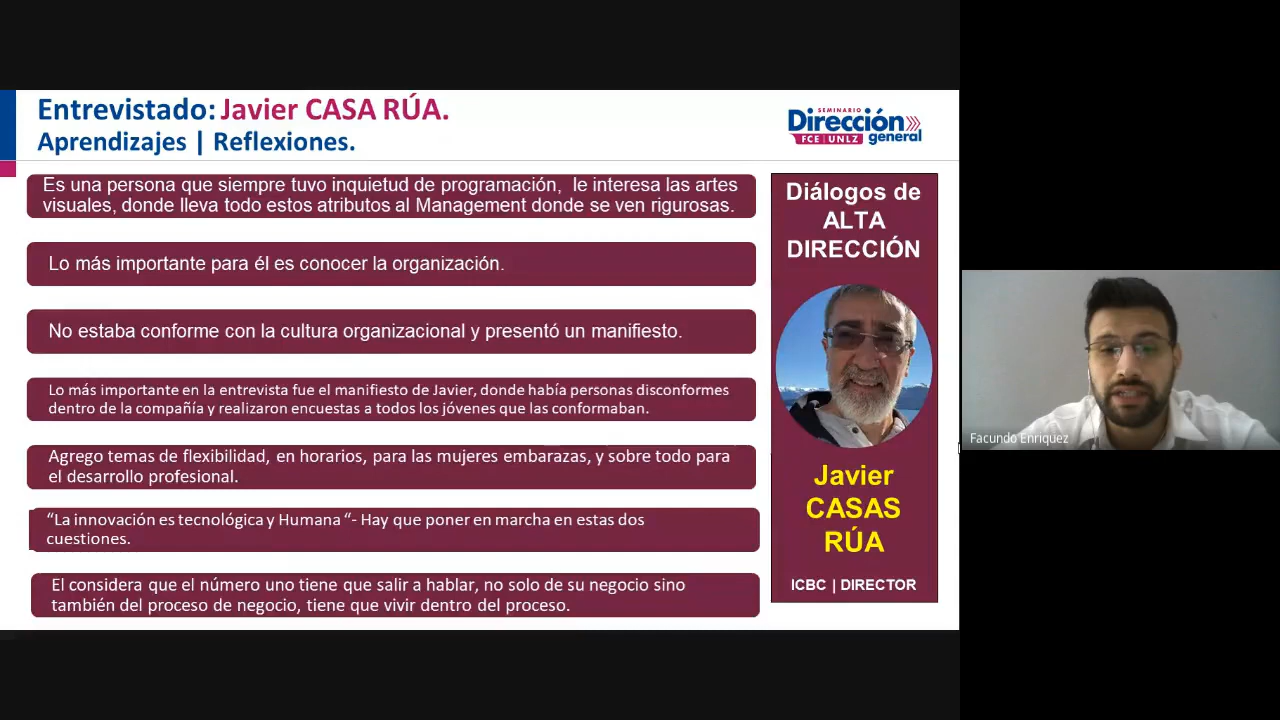 Entrevistado: Javier CASA RÚA.
Aprendizajes | Reflexiones.
SEMINARIO
Dirección
FCE | UNLZ general
Es una persona que siempre tuvo inquietud de programación, le interesa las artes
visuales, donde lleva todo estos atributos al Management donde se ven rigurosas.
Lo más importante para él es conocer la organización.
No estaba conforme con la cultura organizacional y presentó un manifiesto.
Lo más importante en la entrevista fue el manifiesto de Javier, donde había personas disconformes
dentro de la compañía y realizaron encuestas a todos los jóvenes que las conformaban.
Agrego temas de flexibilidad, en horarios, para las mujeres embarazas, y sobre todo para
el desarrollo profesional.
“La innovación es tecnológica y Humana “- Hay que poner en marcha en estas dos
cuestiones.
El considera que el número uno tiene que salir a hablar, no solo de su negocio sino
también del proceso de negocio, tiene que vivir dentro del proceso.
Diálogos de
ALTA
DIRECCIÓN
Javier
CASAS
RÚA
ICBC | DIRECTOR
Facundo Enriquez